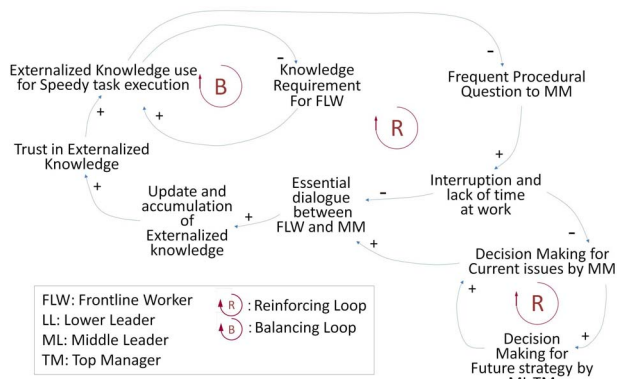 Externalized Knowledge use
for Speedy task execution
B
−
Knowledge
Requirement
For FLW
+
−
Frequent Procedural
Question to MM
R
+
Trust in Externalized
Knowledge
+
Update and
accumulation
of
Externalized
knowledge
+
Essential
dialogue
between
FLW and MM
−
+
+
Interruption and
lack of time
at work
−
Decision Making for
Current issues by MM
+
R
+
Decision
Making for
Future strategy by
FLW: Frontline Worker
LL: Lower Leader
ML: Middle Leader
TM: Top Manager
R : Reinforcing Loop
B : Balancing Loop